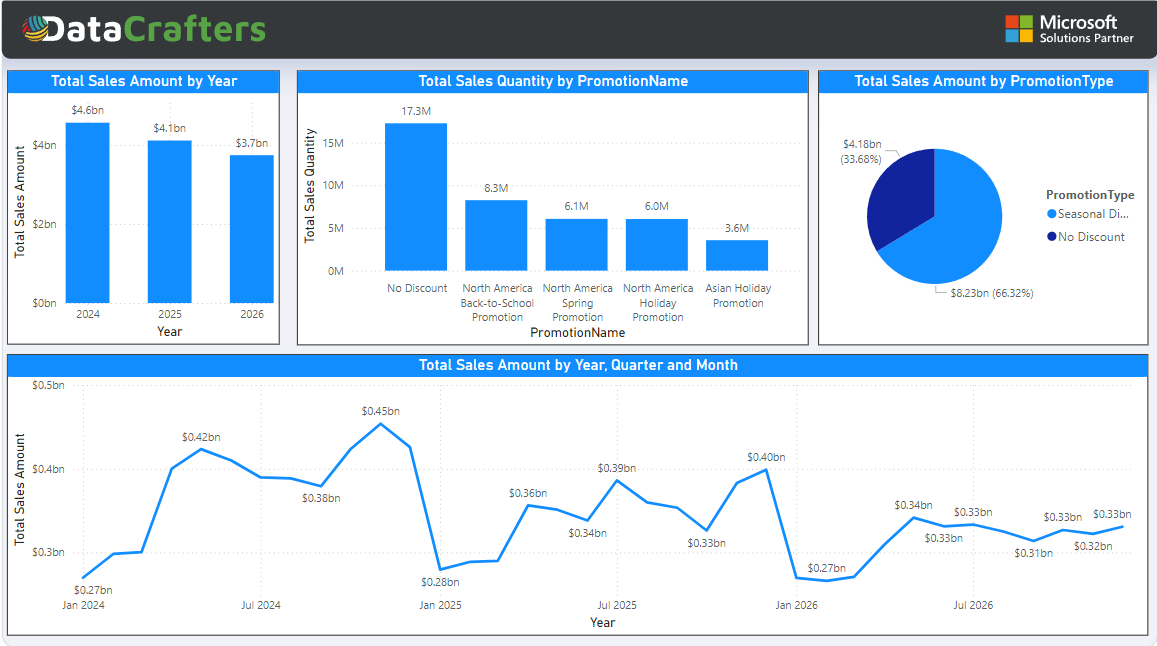 DataCrafters
Microsoft
Solutions Partner
Total Sales Amount by Year
Total Sales Amount
$4bn
$2bn
$0bn
$4.6bn
$4.1bn
$3.7bn
2024
2025
2026
Year
Total Sales Quantity by PromotionName
Total Sales Quantity
15M
10M
5M
0M
17.3M
8.3M
6.1M
6.0M
3.6M
No Discount
North America
Back-to-School
Promotion
North America
Spring
Promotion
North America
Holiday
Promotion
Asian Holiday
Promotion
PromotionName
Total Sales Amount by PromotionType
$4.18bn
(33.68%)
$8.23bn (66.32%)
PromotionType
Seasonal Di...
No Discount
Total Sales Amount by Year, Quarter and Month
Total Sales Amount
$0.5bn
$0.4bn
$0.3bn
$0.27bn
$0.42bn
$0.38bn
$0.45bn
$0.28bn
$0.36bn
$0.34bn
$0.39bn
$0.33bn
$0.40bn
$0.27bn
$0.34bn
$0.33bn
$0.33bn
$0.31bn
$0.33bn
$0.32bn
$0.33bn
Jan 2024
Jul 2024
Jan 2025
Jul 2025
Jan 2026
Jul 2026
Year